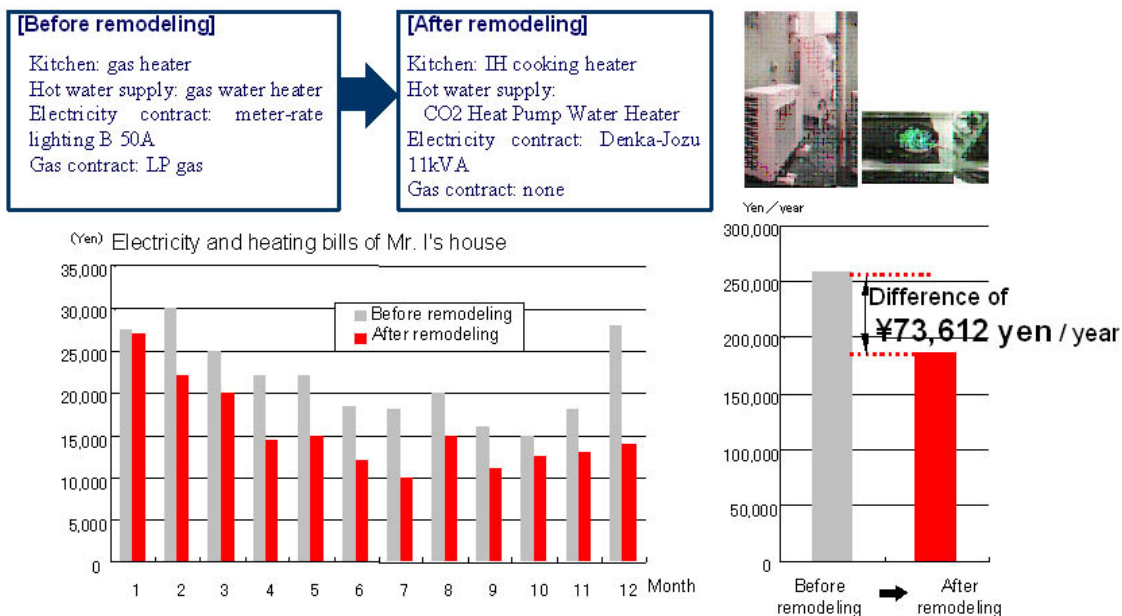 [Before remodeling]
Kitchen: gas heater
Hot water supply: gas water heater
Electricity contract: meter-rate
lighting B 50A
Gas contract: LP gas
[After remodeling]
Kitchen: IH cooking heater
Hot water supply:
CO2 Heat Pump Water Heater
Electricity contract: Denka-Jozu
11kVA
Gas contract: none
(Yen) Electricity and heating bills of Mr. I's house
35,000
30,000
25,000
20,000
15,000
10,000
5,000
0
Before remodeling
After remodeling
1 2 3 4 5 6 7 8 9 10 11 12 Month
Yen/year
300,000
250,000
200,000
150,000
100,000
50,000
0
Difference of
¥73,612 yen / year
Before
remodeling
After
remodeling